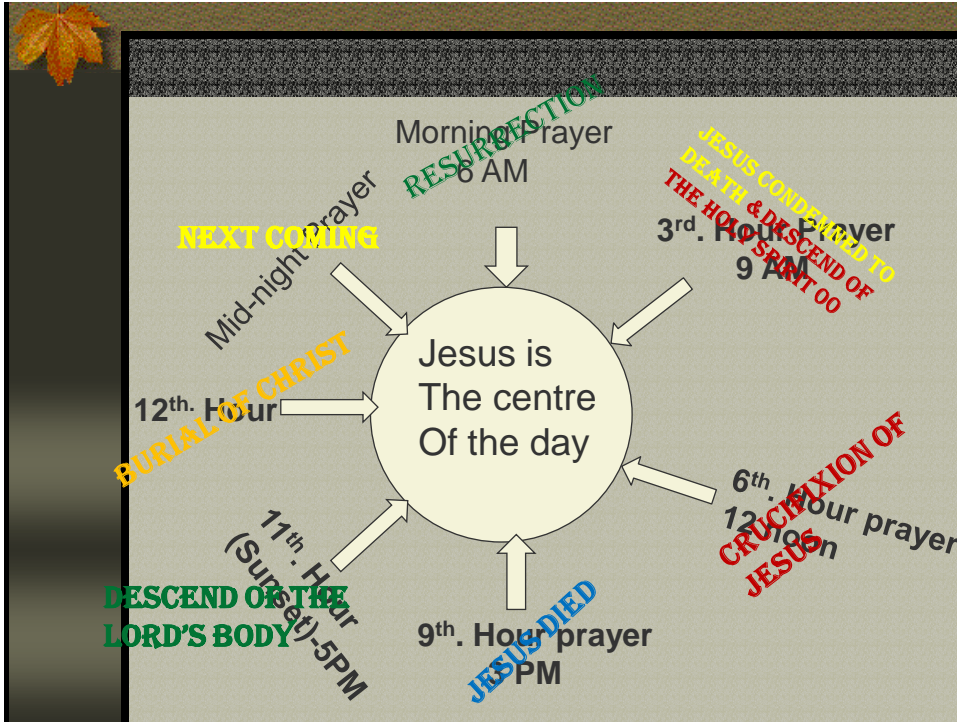 Morning Prayer
6 AM
RESURRECTION
JESUS CONDEMNED TO
DEATH & DESCEND OF
THE HOLY SPIRIT 00
3rd. Hour Prayer
9 AM
NEXT COMING
Mid-night Prayer
Jesus is
The centre
Of the day
12th. Hour
BURIAL OF CHRIST
6th. Hour prayer
12 noon
CRUCIFIXION OF
JESUS
11th. Hour
(Sunset)-5PM
DESCEND OF THE
LORD'S BODY
9th. Hour prayer
3 PM
JESUS DIED